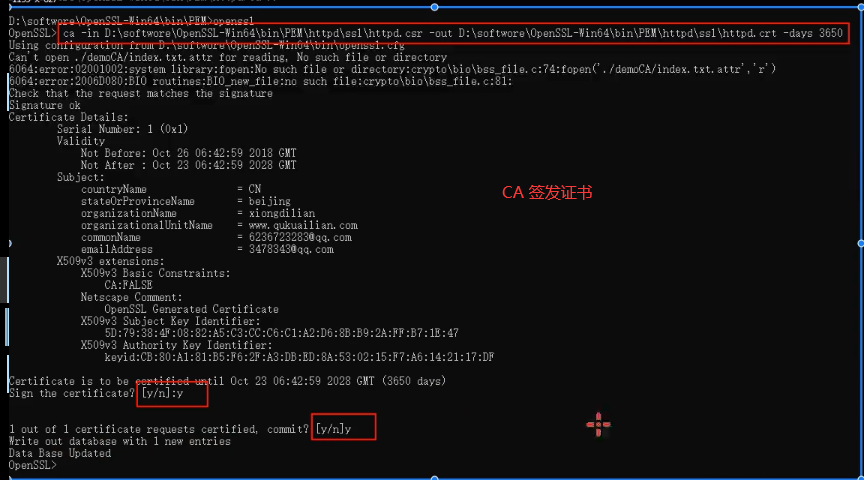 D:\softwore\OpenSSL-Win64\bin\PEM>openssl
OpenSSL> ca -in D:\softwore\OpenSSL-Win64\bin\PEM\httpd\ssl\httpd.csr -out D:\softwore\OpenSSL-Win64\bin\PEM\httpd\ssl\httpd.crt -days 3650
Using configuration from D:\softwore\OpenSSL-Win64\bin\openssl.cfg
Can't open ./demoCA/index.txt.attr for reading, No such file or directory
6064:error:02001002:system library:fopen:No such file or directory:crypto\bio\bss_file.c:74:fopen('./demoCA/index.txt.attr','r')
6064:error:2006D080:BIO routines:BIO_new_file:no such file:crypto\bio\bss_file.c:81:
Check that the request matches the signature
Signature ok
Certificate Details:
Serial Number: 1 (0x1)
Validity
Not Before: Oct 26 06:42:59 2018 GMT
Not After : Oct 23 06:42:59 2028 GMT
Subject:
countryName = CN
stateOrProvinceName = beijing
CA 签发证书
organizationName = xiongdilian
organizationalUnitName = www.qukuailian.com
commonName = 6236723283@qq.com
emailAddress = 3478343@qq.com
X509v3 extensions:
X509v3 Basic Constraints:
CA:FALSE
Netscape Comment:
OpenSSL Generated Certificate
X509v3 Subject Key Identifier:
5D:79:38:4F:08:82:A5:C3:CC:C6:C1:A2:D6:8B:B9:2A:FF:B7:1E:47
X509v3 Authority Key Identifier:
keyid:CB:80:A1:81:B5:F6:2F:A3:DB:ED:8A:53:02:15:F7:A6:14:21:17:DF
Certificate is to be certified until Oct 23 06:42:59 2028 GMT (3650 days)
Sign the certificate? [y/n]:y
1 out of 1 certificate requests certified, commit? [y/n]y
Write out database with 1 new entries
Data Base Updated
OpenSSL>